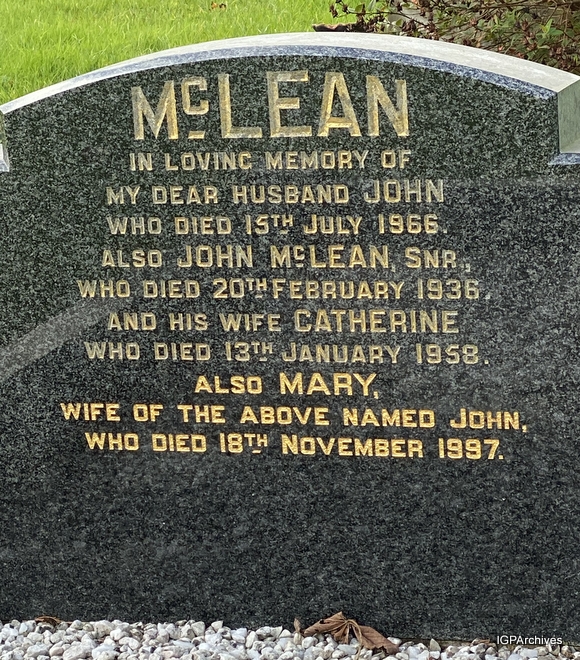 McLEAN
IN LOVING MEMORY OF
MY DEAR HUSBAND JOHN
WHO DIED 15TH JULY 1966.
ALSO JOHN McLEAN, SNR.,
WHO DIED 20TH FEBRUARY 1936.
AND HIS WIFE CATHERINE
WHO DIED 13TH JANUARY 1958.
ALSO MARY,
WIFE OF THE ABOVE NAMED JOHN,
WHO DIED 18TH NOVEMBER 1997.
IGPArchives